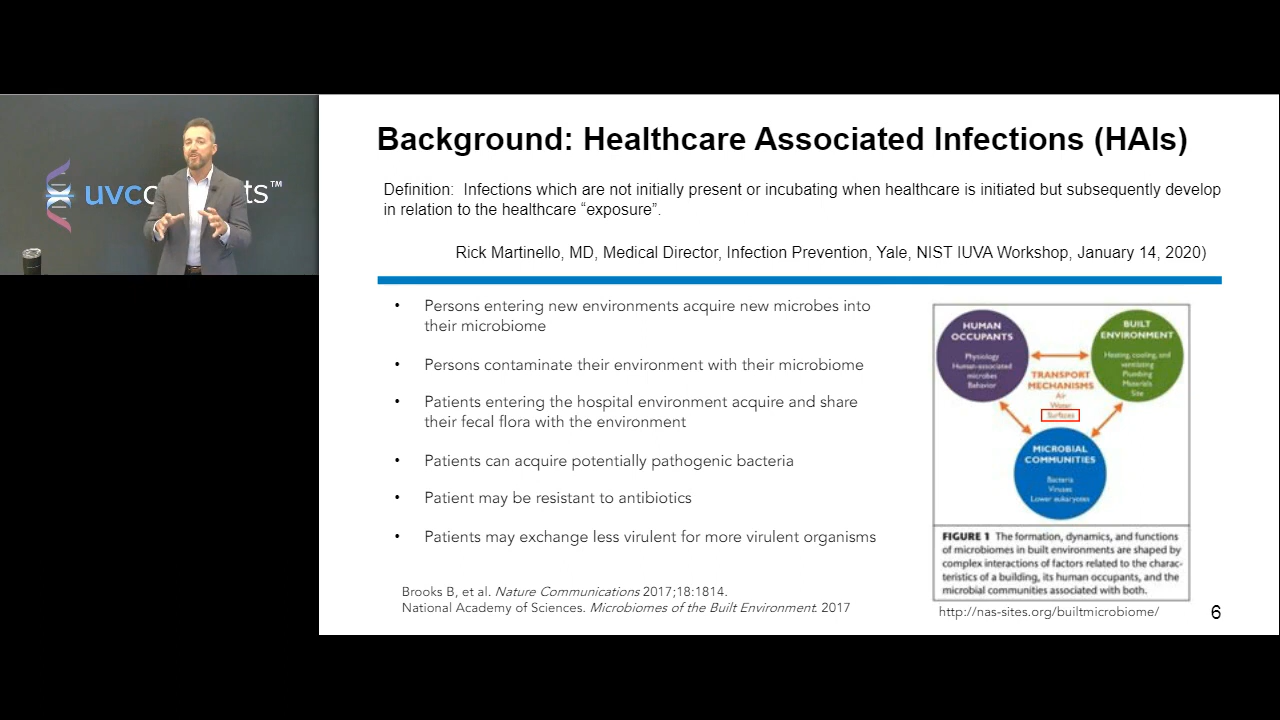 uvco ts™
Background: Healthcare Associated Infections (HAIs)
Definition: Infections which are not initially present or incubating when healthcare is initiated but subsequently develop
in relation to the healthcare “exposure”.
Rick Martinello, MD, Medical Director, Infection Prevention, Yale, NIST IUVA Workshop, January 14, 2020)
• Persons entering new environments acquire new microbes into
their microbiome
• Persons contaminate their environment with their microbiome
• Patients entering the hospital environment acquire and share
their fecal flora with the environment
• Patients can acquire potentially pathogenic bacteria
• Patient may be resistant to antibiotics
• Patients may exchange less virulent for more virulent organisms
Brooks B, et al. Nature Communications 2017;18:1814.
National Academy of Sciences. Microbiomes of the Built Environment. 2017
HUMAN
OCCUPANTS
Physiology
Human-associated
microbes
Behavior
BUILT
ENVIRONMENT
Heating, cooling, and
ventilating
Plumbing
Materials
Site
TRANSPORT
MECHANISMS
Air
Water
Surfaces
MICROBIAL
COMMUNITIES
Bacteria
Viruses
Lower eukaryotes
FIGURE 1 The formation, dynamics, and functions
of microbiomes in built environments are shaped by
complex interactions of factors related to the charac-
teristics of a building, its human occupants, and the
microbial communities associated with both.
http://nas-sites.org/builtmicrobiome/
6